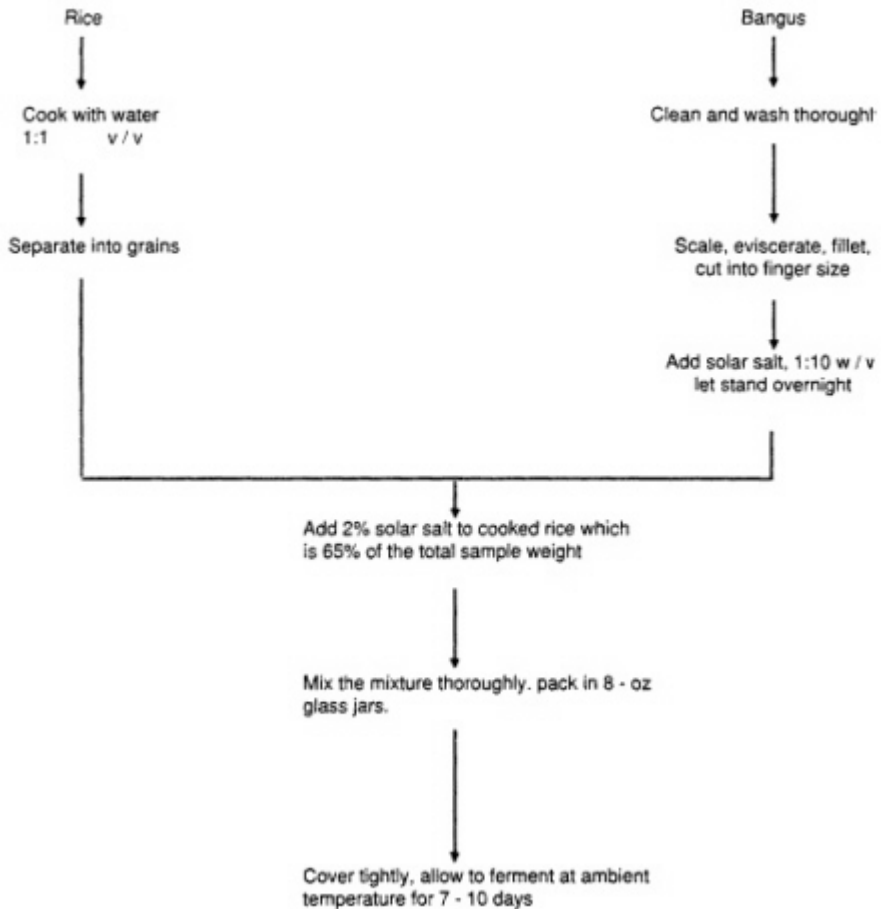 Rice
Cook with water
1:1 v / v
Separate into grains
Bangus
Clean and wash thoroughl
Scale, eviscerate, fillet,
cut into finger size
Add solar salt, 1:10 w / v
let stand overnight
Add 2% solar salt to cooked rice which
is 65% of the total sample weight
Mix the mixture thoroughly. pack in 8 - oz
glass jars.
Cover tightly, allow to ferment at ambient
temperature for 7 - 10 days